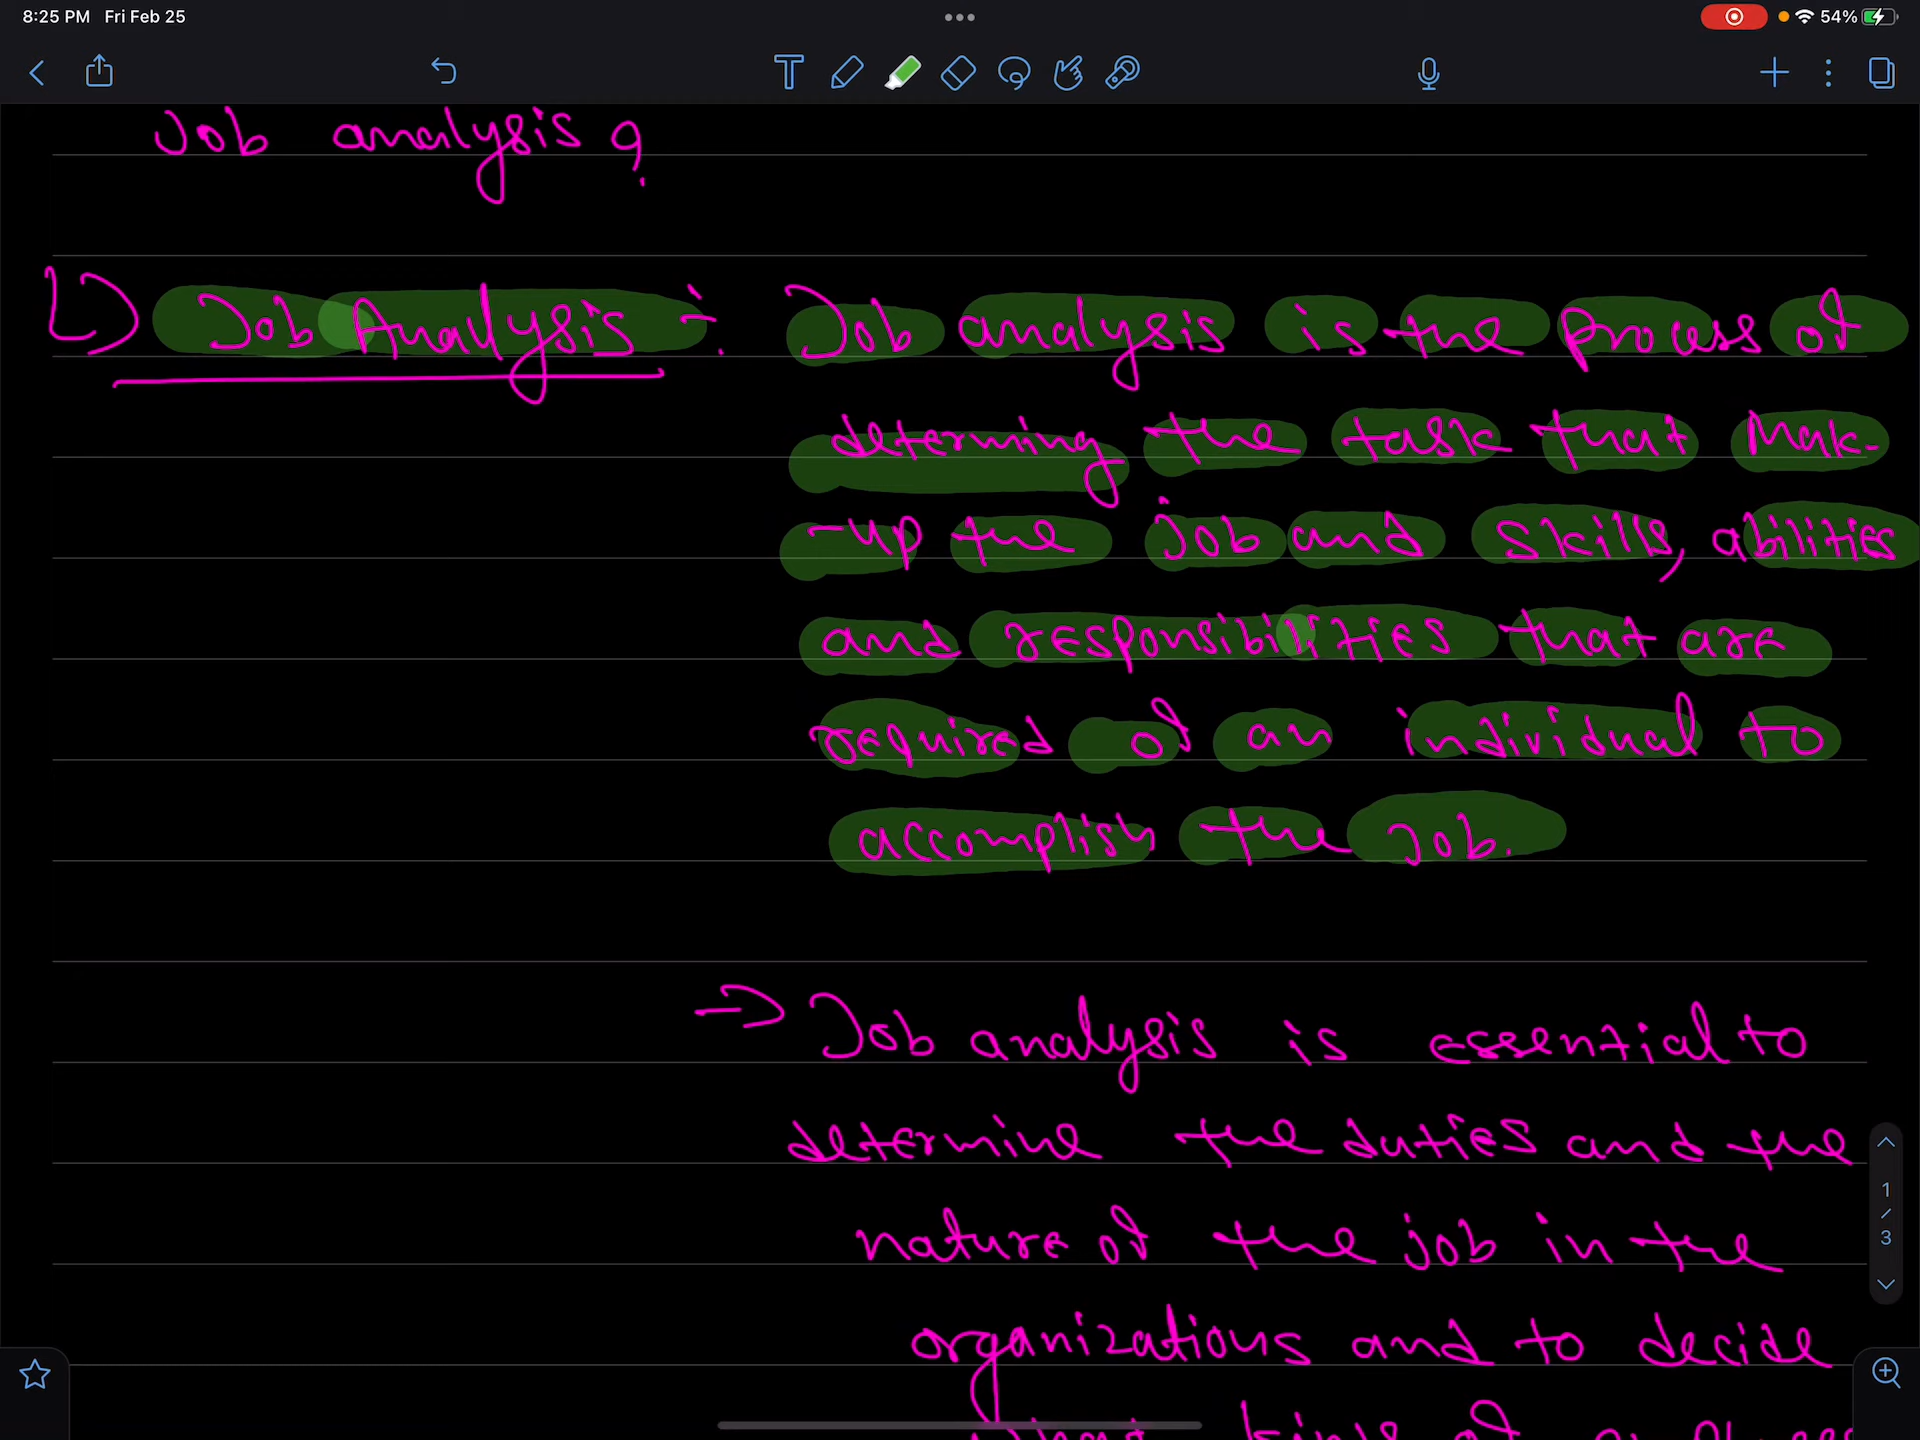 8:25 PM Fri Feb 25
54%
Job analysis ?
L) Job Analysis :- Job analysis is the process of
determing the task that Mak-
-up the job and skills, abilities
and responsibilities that are
required of an individual to
accomplish the Job.
→ Job analysis is essential to
determine the duties and the
nature of the job in the
organizations and to decide
1
/
3